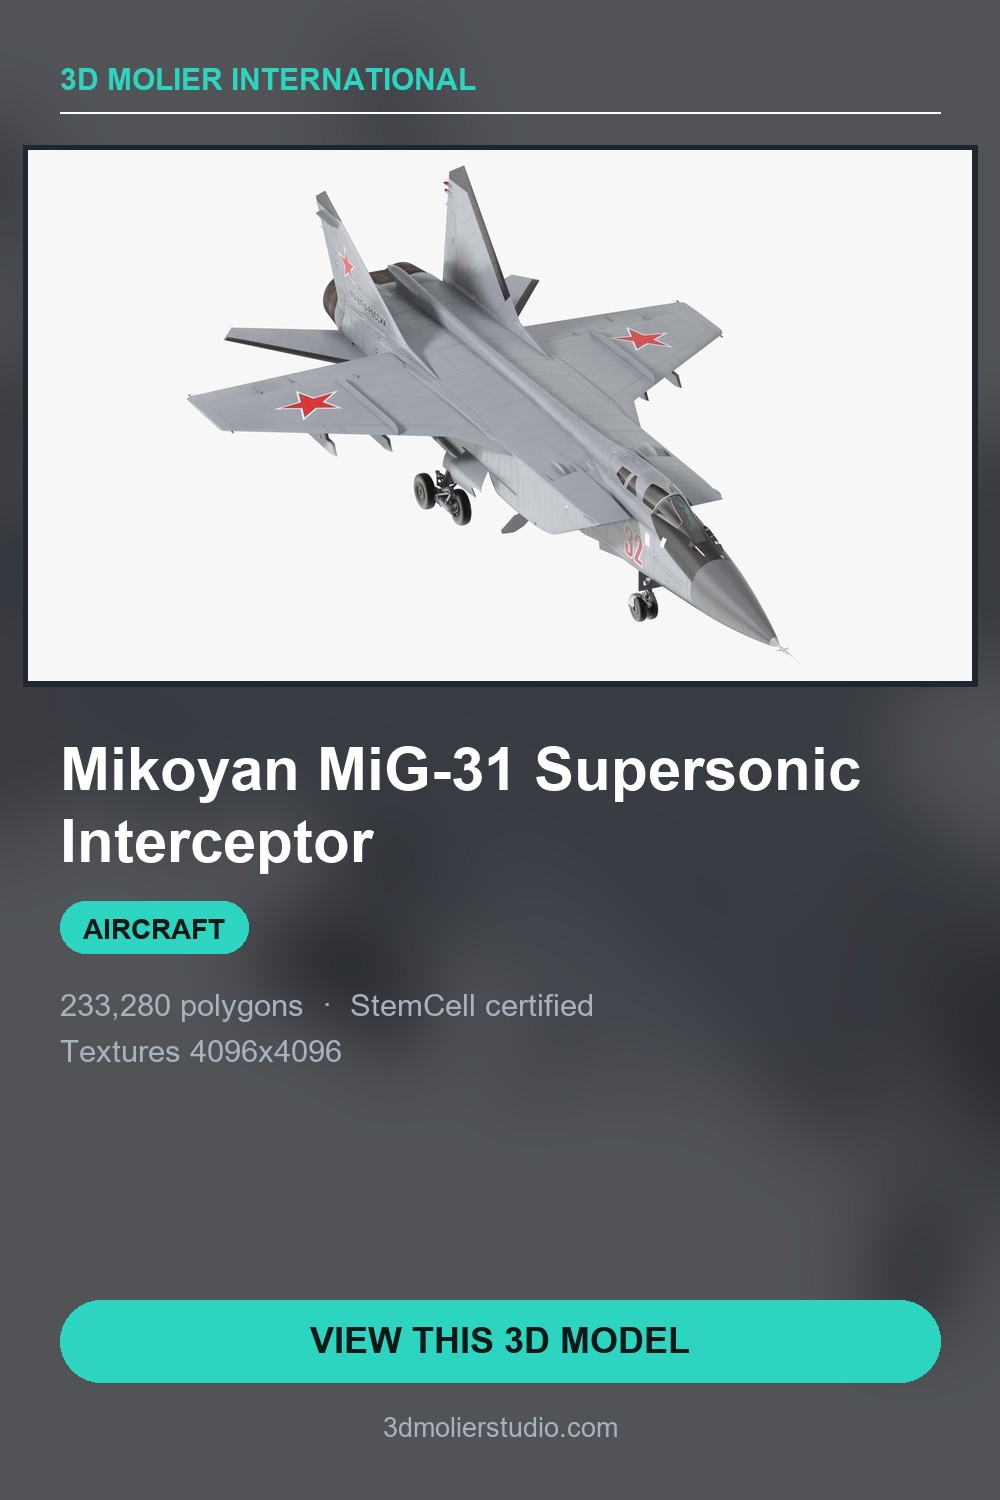 3D MOLIER INTERNATIONAL
32
Mikoyan MiG-31 Supersonic
Interceptor
AIRCRAFT
233,280 polygons · StemCell certified
Textures 4096x4096
VIEW THIS 3D MODEL
3dmolierstudio.com